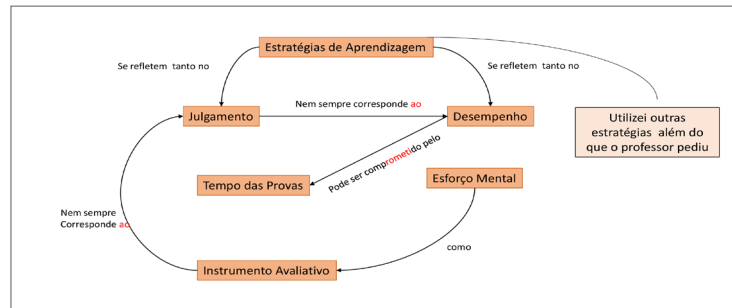 Estratégias de Aprendizagem
Se refletem tanto no
Se refletem tanto no
Nem sempre corresponde ao
Julgamento
Desempenho
Utilizei outras
estratégias além do
que o professor pediu
Pode ser comprometido pelo
Tempo das Provas
Esforço Mental
Nem sempre
Corresponde ao
como
Instrumento Avaliativo